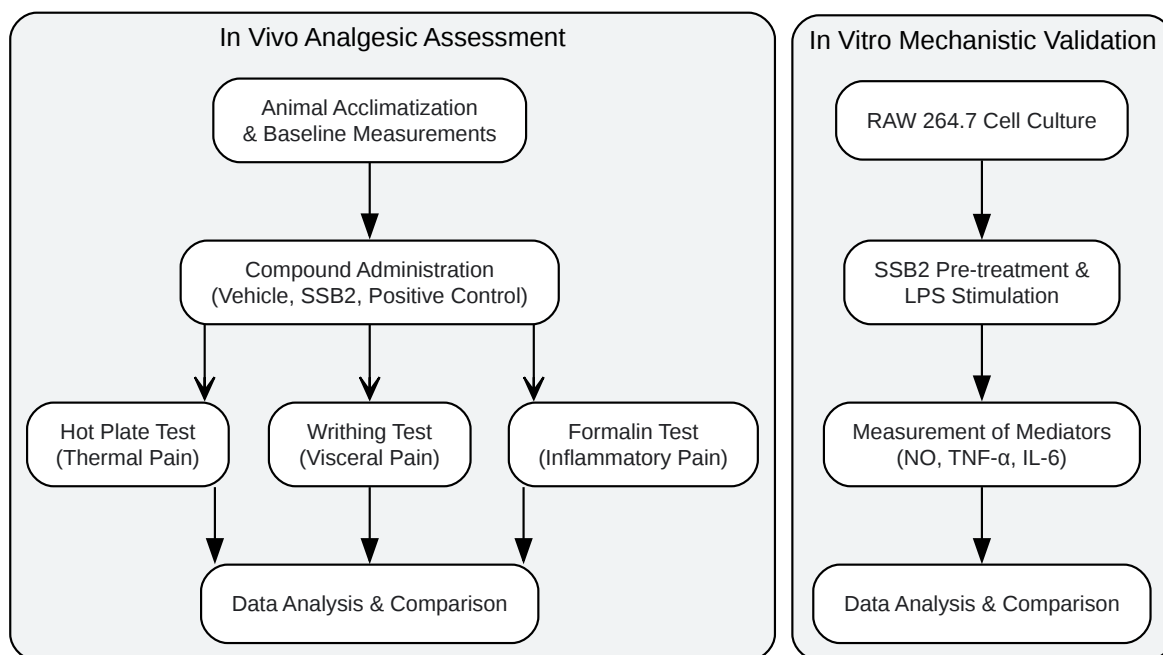 In Vivo Analgesic Assessment
Animal Acclimatization
& Baseline Measurements
Compound Administration
(Vehicle, SSB2, Positive Control)
Hot Plate Test
(Thermal Pain)
Writhing Test
(Visceral Pain)
Formalin Test
(Inflammatory Pain)
Data Analysis & Comparison
In Vitro Mechanistic Validation
RAW 264.7 Cell Culture
SSB2 Pre-treatment &
LPS Stimulation
Measurement of Mediators
(NO, TNF-α, IL-6)
Data Analysis & Comparison